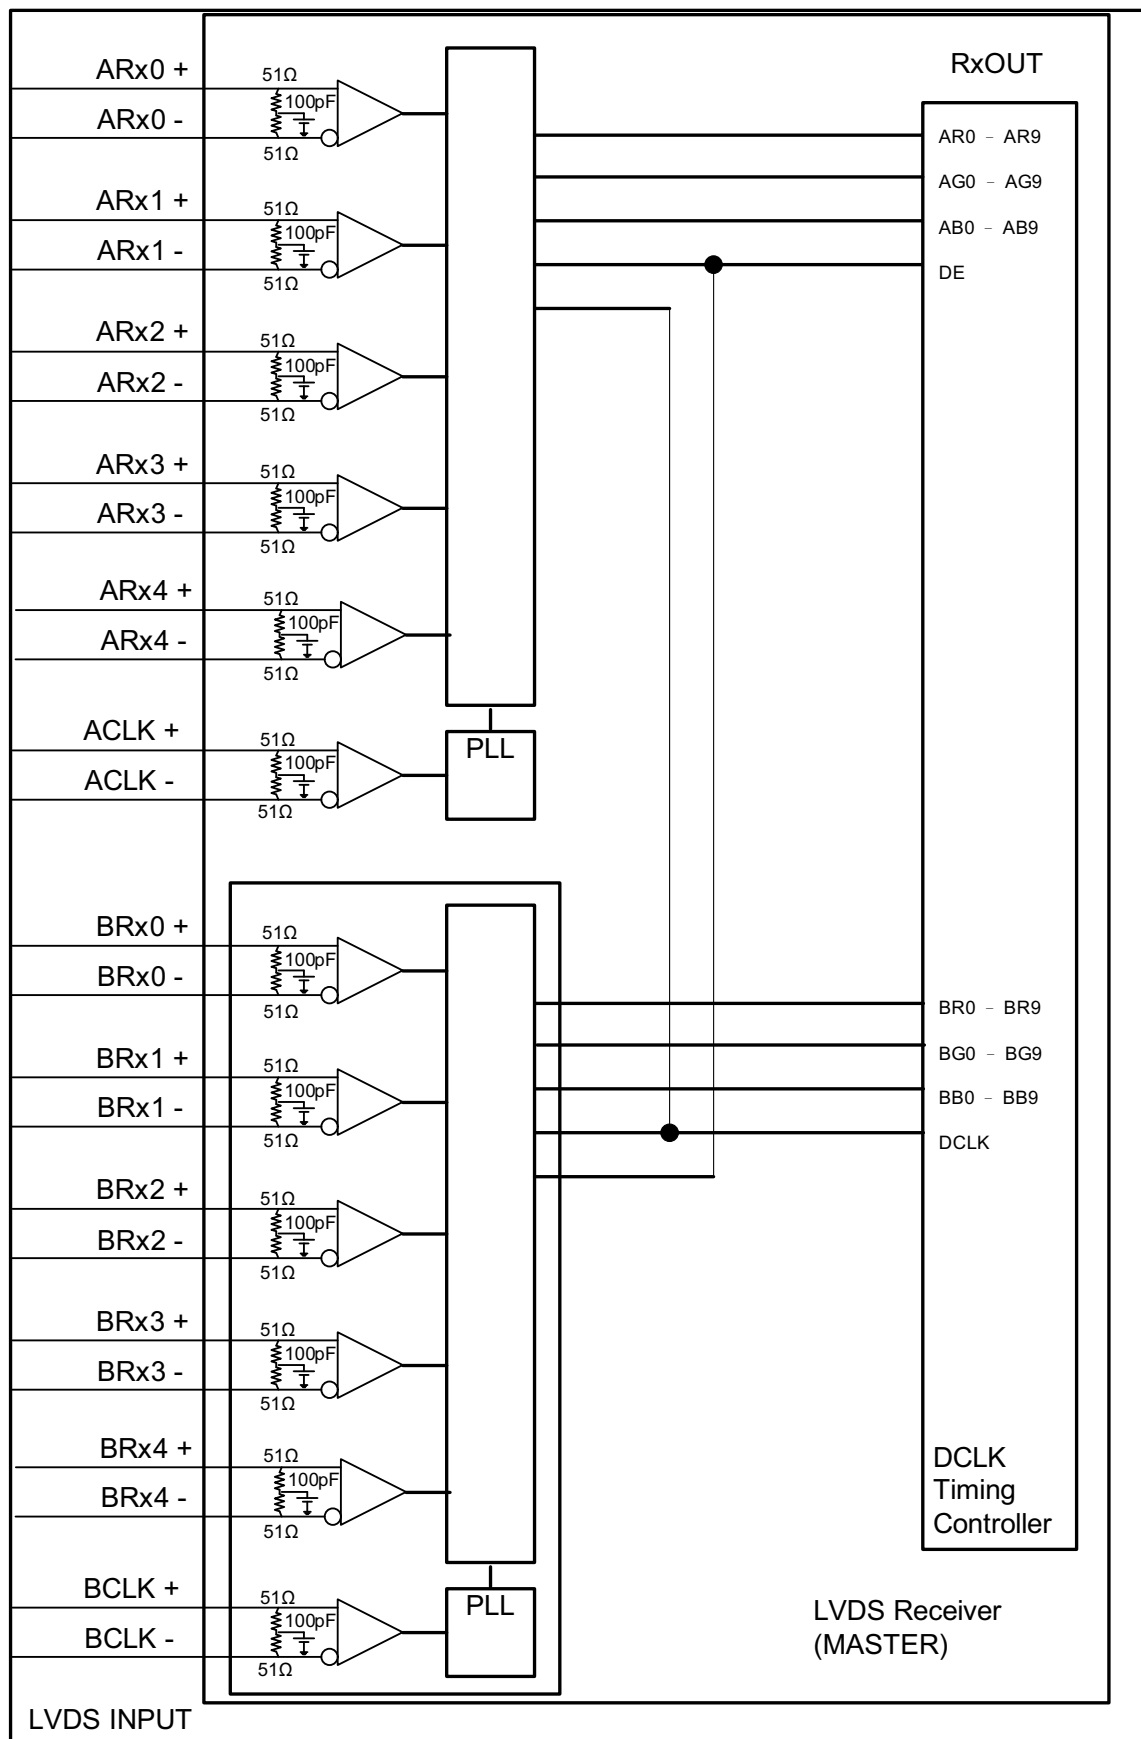 RxOUT
ARx0 +
51Ω
100pF
ARx0 -
51Ω
AR0 – AR9
AG0 – AG9
ARx1 +
51Ω
100pF
ARx1 -
51Ω
AB0 – AB9
DE
ARx2 +
51Ω
100pF
ARx2 -
51Ω
ARx3 +
51Ω
100pF
ARx3 -
51Ω
ARx4 +
51Ω
100pF
ARx4 -
51Ω
ACLK +
51Ω
100pF
ACLK -
51Ω
PLL
BRx0 +
51Ω
100pF
BRx0 -
51Ω
BR0 – BR9
BG0 – BG9
BRx1 +
51Ω
100pF
BRx1 -
51Ω
BB0 – BB9
DCLK
BRx2 +
51Ω
100pF
BRx2 -
51Ω
BRx3 +
51Ω
100pF
BRx3 -
51Ω
BRx4 +
51Ω
100pF
BRx4 -
51Ω
DCLK
Timing
Controller
BCLK +
51Ω
100pF
BCLK -
51Ω
PLL
LVDS Receiver
(MASTER)
LVDS INPUT